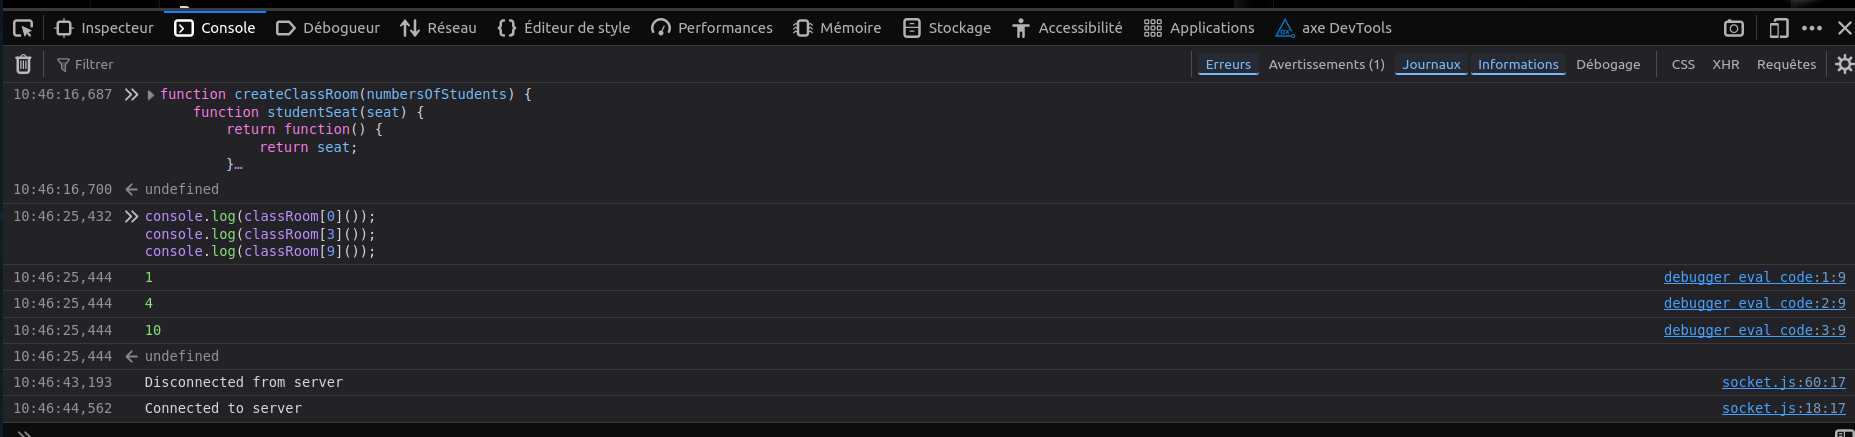 Inspecteur Console Débogueur Réseau Éditeur de style Performances Mémoire Stockage Accessibilité Applications axe DevTools
Filtrer Erreurs Avertissements (1) Journaux Informations Débogage CSS XHR Requêtes
10:46:16,687 function createClassRoom(numbersOfStudents) {
function studentSeat(seat) {
return function() {
return seat;
}…
10:46:16,700 undefined
10:46:25,432 console.log(classRoom[0]());
console.log(classRoom[3]());
console.log(classRoom[9]());
10:46:25,444 1 debugger eval code:1:9
10:46:25,444 4 debugger eval code:2:9
10:46:25,444 10 debugger eval code:3:9
10:46:25,444 undefined
10:46:43,193 Disconnected from server socket.js:60:17
10:46:44,562 Connected to server socket.js:18:17